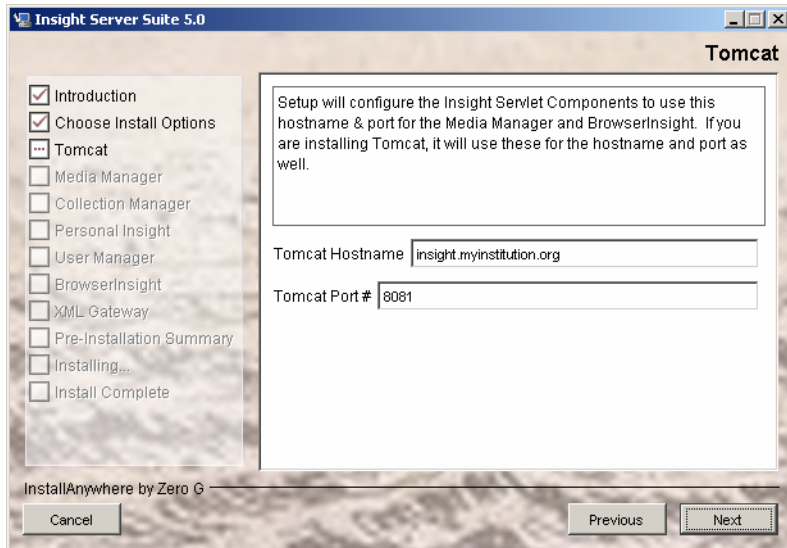 Insight Server Suite 5.0
Tomcat
Introduction
Choose Install Options
Tomcat
Media Manager
Collection Manager
Personal Insight
User Manager
BrowserInsight
XML Gateway
Pre-Installation Summary
Installing...
Install Complete
Setup will configure the Insight Servlet Components to use this
hostname & port for the Media Manager and BrowserInsight. If you
are installing Tomcat, it will use these for the hostname and port as
well.
Tomcat Hostname insight.myinstitution.org
Tomcat Port # 8081
InstallAnywhere by Zero G
Cancel
Previous
Next